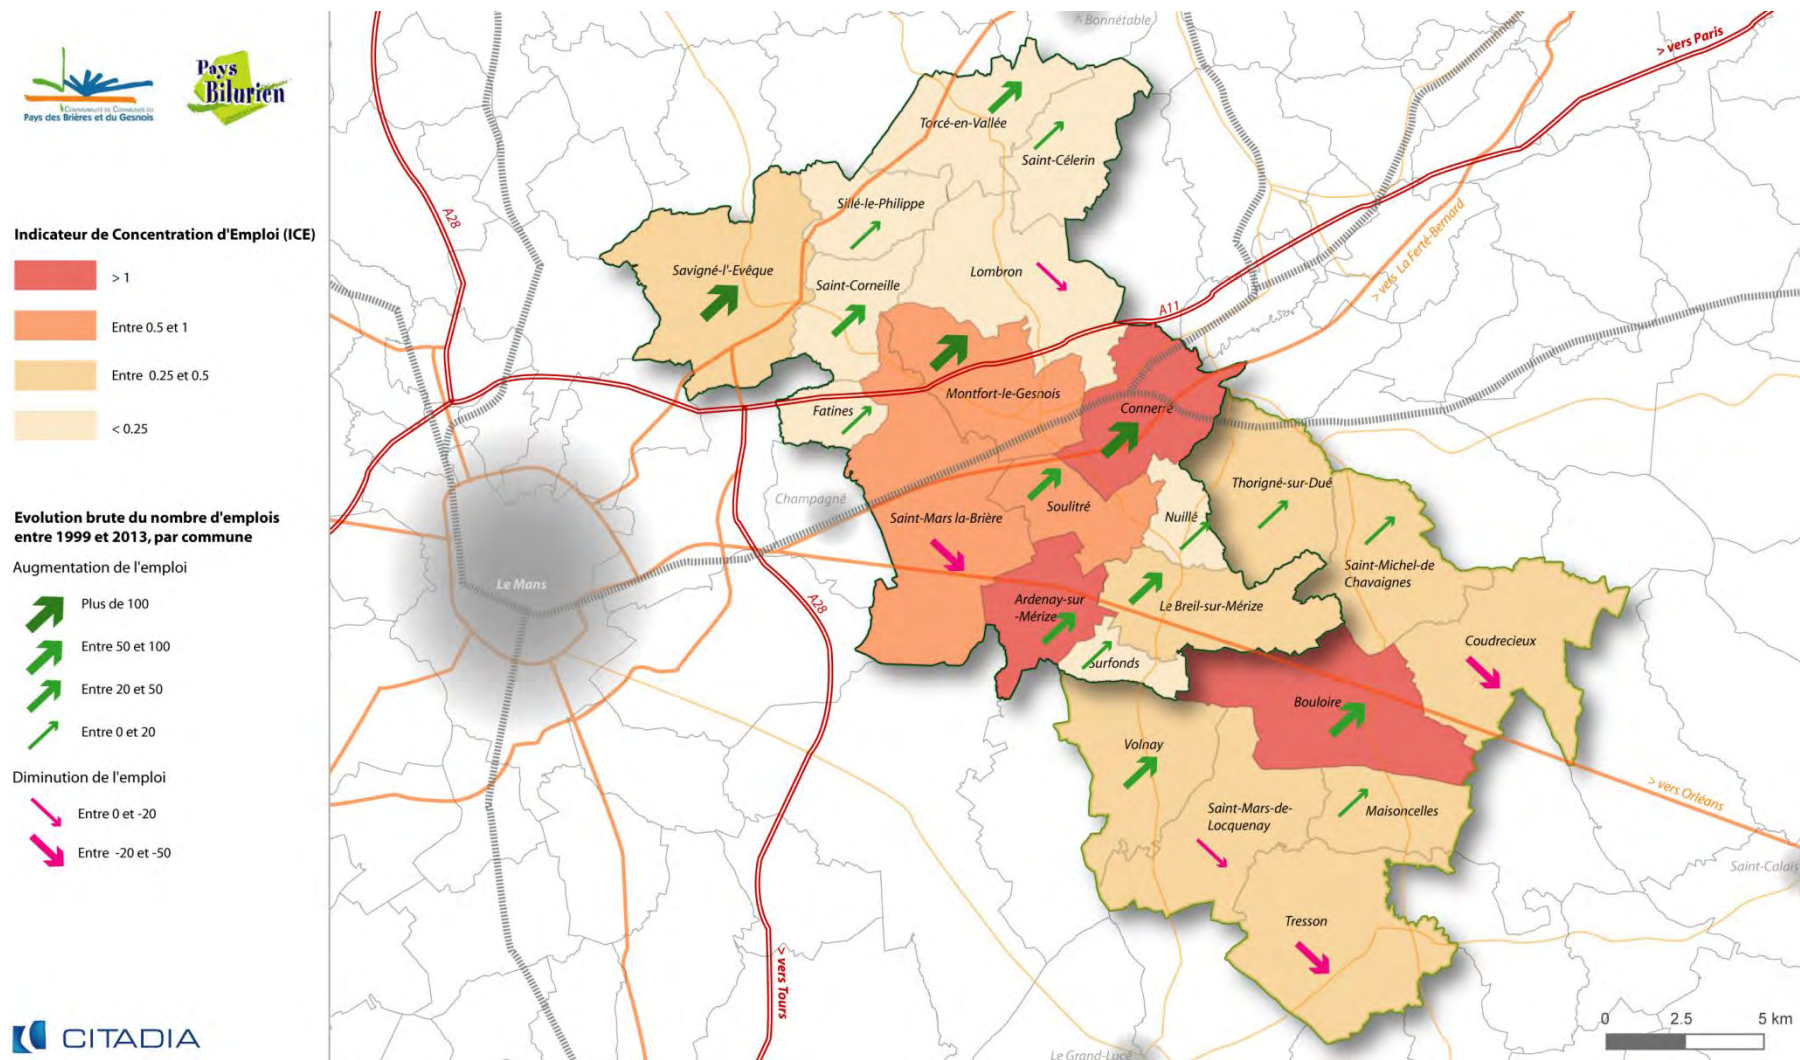 COMMUNAUTÉ DE COMMUNES DU
Pays des Brières et du Gesnois
Pays
Bilurien
Indicateur de Concentration d'Emploi (ICE)
> 1
Entre 0.5 et 1
Entre 0.25 et 0.5
< 0.25
Evolution brute du nombre d'emplois
entre 1999 et 2013, par commune
Augmentation de l'emploi
Plus de 100
Entre 50 et 100
Entre 20 et 50
Entre 0 et 20
Diminution de l'emploi
Entre 0 et -20
Entre -20 et -50
CITADIA
Bonnétable
> vers Paris
Torcé-en-Vallée
Saint-Célerin
Sillé-le-Philippe
A28
> vers La Ferté-Bernard
Savigné-l'-Evêque
Saint-Corneille
Lombron
A11
Montfort-le-Gesnois
Fatines
Connerré
Champagné
Thorigné-sur-Dué
Saint-Mars la-Brière
Soulitré
Nuillé
Saint-Michel-de
Chavaignes
Le Mans
A28
Ardenay-sur
-Mérize
Le Breil-sur-Mérize
Coudrecieux
Surfonds
Bouloire
Volnay
> vers Orléans
Saint-Mars-de-
Locquenay
Maisoncelles
Saint-Calais
Tresson
> vers Tours
Le Grand-Lucé
0 2.5 5 km